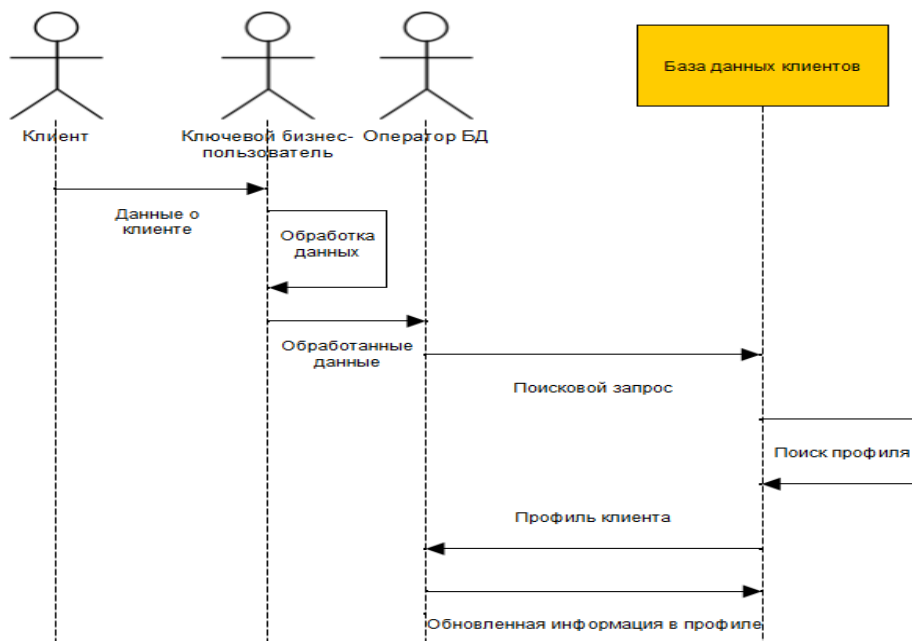 База данных клиентов
Клиент
Ключевой бизнес-
пользователь
Оператор БД
Данные о
клиенте
Обработка
данных
Обработанные
данные
Поисковой запрос
Поиск профиля
Профиль клиента
Обновленная информация в профиле